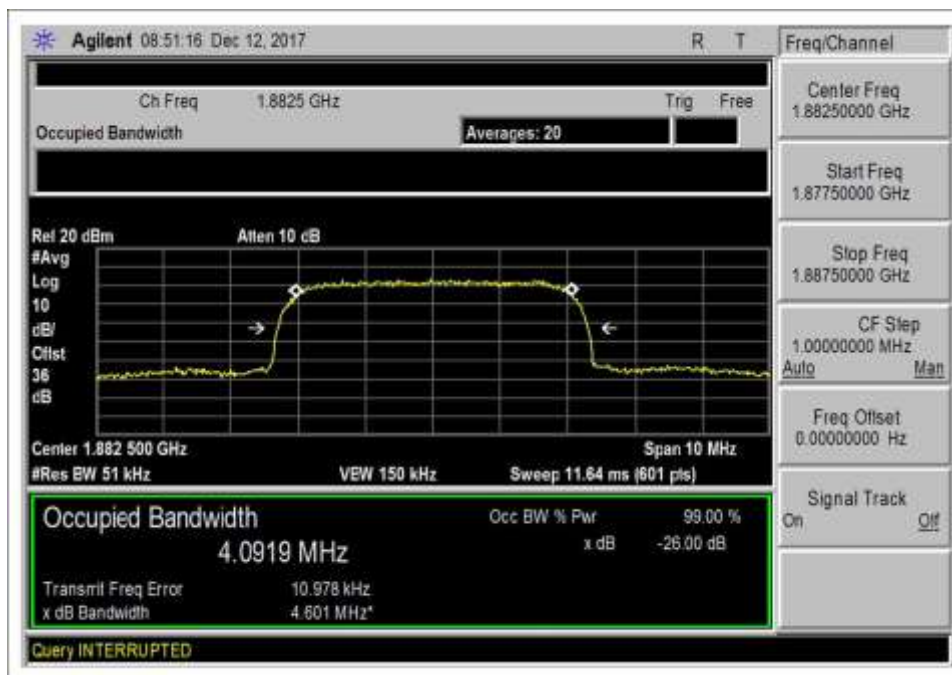 Agilent 08:51:16 Dec 12, 2017 R T
Freq/Channel
Ch Freq 1.8825 GHz Trig Free
Occupied Bandwidth Averages: 20
Center Freq
1.88250000 GHz
Start Freq
1.87750000 GHz
Stop Freq
1.88750000 GHz
CF Step
1.00000000 MHz
Auto Man
Freq Offset
0.00000000 Hz
Signal Track
On Off
Ref 20 dBm Atten 10 dB
#Avg
Log
10
dB/
Offst
36
dB
Center 1.882 500 GHz Span 10 MHz
#Res BW 51 kHz VBW 150 kHz Sweep 11.64 ms (601 pts)
Occupied Bandwidth Occ BW % Pwr 99.00 %
4.0919 MHz x dB -26.00 dB
Transmit Freq Error 10.978 kHz
x dB Bandwidth 4.601 MHz*
Query INTERRUPTED